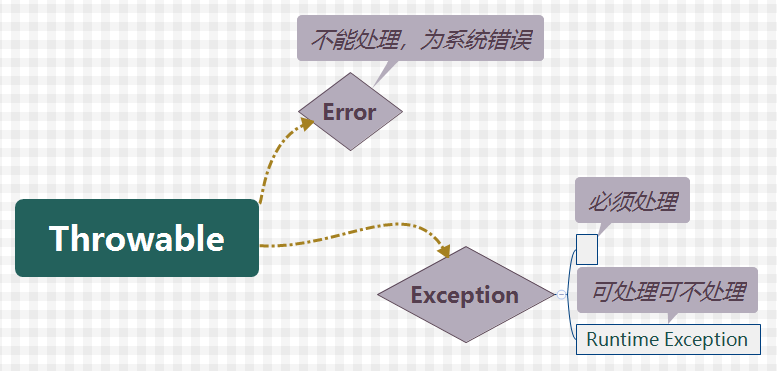 不能处理，为系统错误
Error
Throwable
必须处理
Exception
可处理可不处理
Runtime Exception